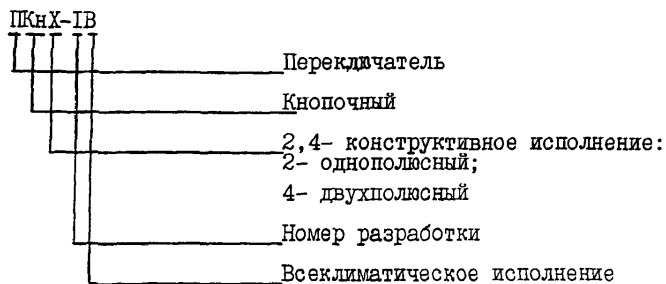 ПКнХ-IВ
Переключатель
Кнопочный
2,4- конструктивное исполнение:
2- однополюсный;
4- двухполюсный
Номер разработки
Всеклиматическое исполнение